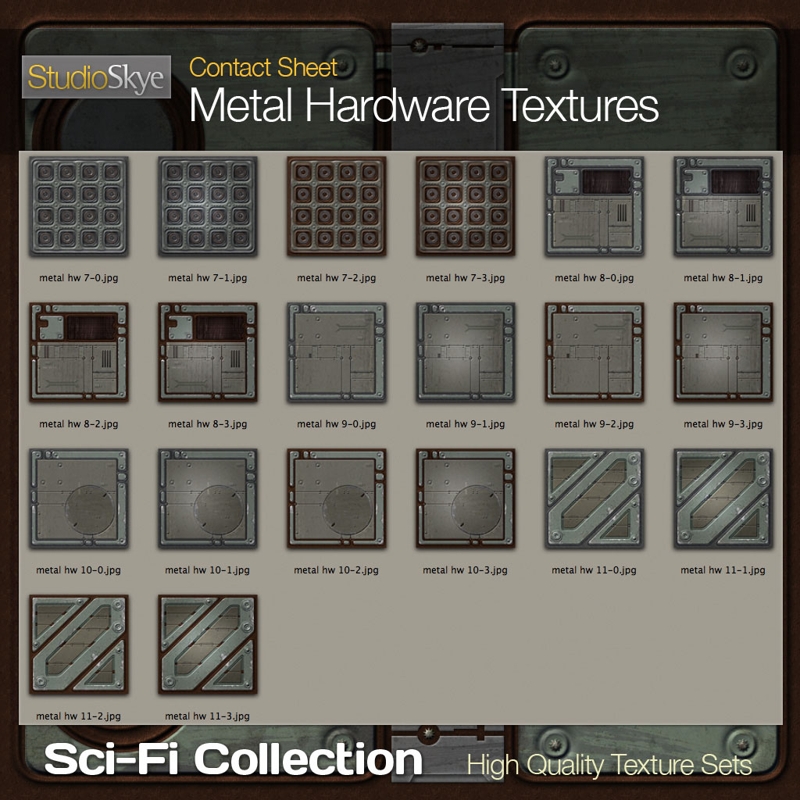 StudioSkye
Contact Sheet
Metal Hardware Textures
metal hw 7-0.jpg metal hw 7-1.jpg metal hw 7-2.jpg metal hw 7-3.jpg metal hw 8-0.jpg metal hw 8-1.jpg
metal hw 8-2.jpg metal hw 8-3.jpg metal hw 9-0.jpg metal hw 9-1.jpg metal hw 9-2.jpg metal hw 9-3.jpg
metal hw 10-0.jpg metal hw 10-1.jpg metal hw 10-2.jpg metal hw 10-3.jpg metal hw 11-0.jpg metal hw 11-1.jpg
metal hw 11-2.jpg metal hw 11-3.jpg
Sci-Fi Collection
High Quality Texture Sets